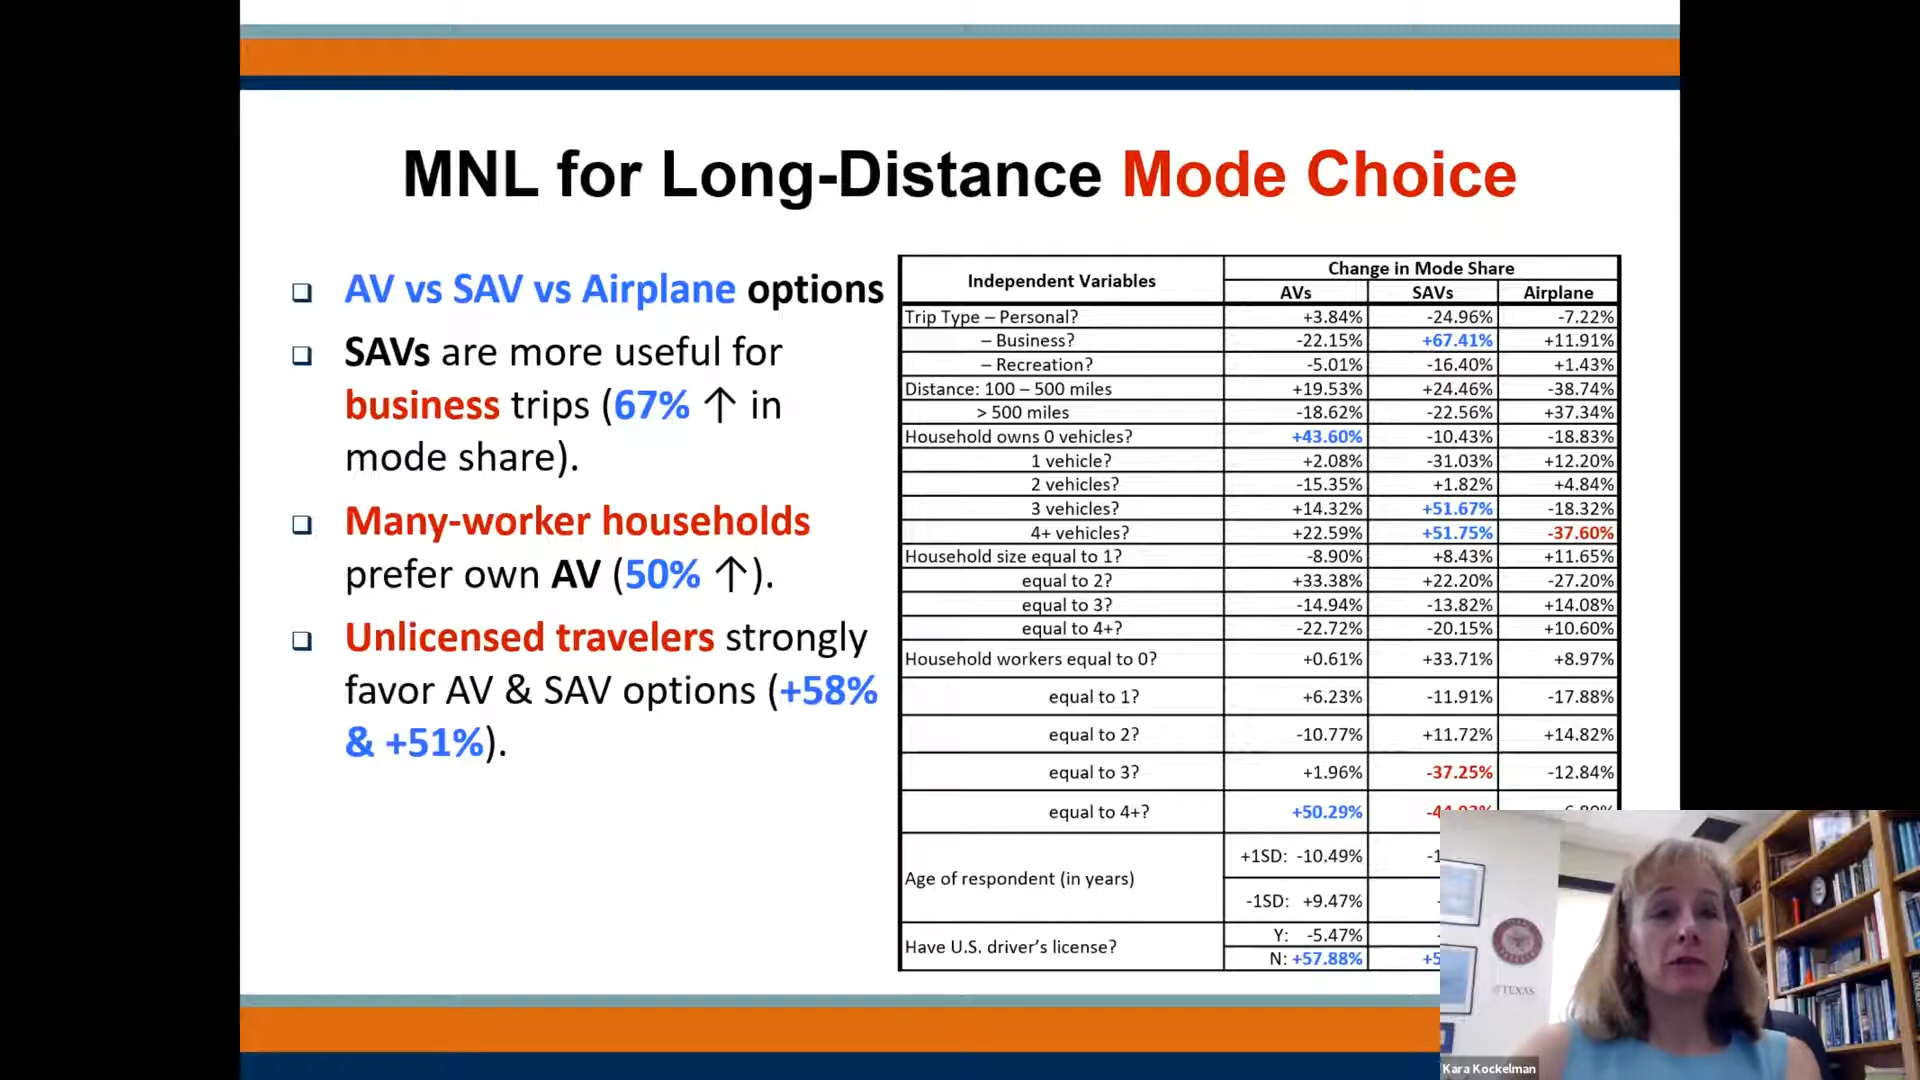 MNL for Long-Distance Mode Choice
AV vs SAV vs Airplane options
SAVs are more useful for
business trips (67% ↑ in
mode share).
Many-worker households
prefer own AV (50% ↑).
Unlicensed travelers strongly
favor AV & SAV options (+58%
& +51%).
Independent Variables Change in Mode Share
AVs SAVs Airplane
Trip Type – Personal? +3.84% -24.96% -7.22%
– Business? -22.15% +67.41% +11.91%
– Recreation? -5.01% -16.40% +1.43%
Distance: 100 – 500 miles +19.53% +24.46% -38.74%
> 500 miles -18.62% -22.56% +37.34%
Household owns 0 vehicles? +43.60% -10.43% -18.83%
1 vehicle? +2.08% -31.03% +12.20%
2 vehicles? -15.35% +1.82% +4.84%
3 vehicles? +14.32% +51.67% -18.32%
4+ vehicles? +22.59% +51.75% -37.60%
Household size equal to 1? -8.90% +8.43% +11.65%
equal to 2? +33.38% +22.20% -27.20%
equal to 3? -14.94% -13.82% +14.08%
equal to 4+? -22.72% -20.15% +10.60%
Household workers equal to 0? +0.61% +33.71% +8.97%
equal to 1? +6.23% -11.91% -17.88%
equal to 2? -10.77% +11.72% +14.82%
equal to 3? +1.96% -37.25% -12.84%
equal to 4+? +50.29%
Age of respondent (in years) +1SD: -10.49%
-1SD: +9.47%
Have U.S. driver's license? Y: -5.47%
N: +57.88%
TEXAS
Kara Kockelman